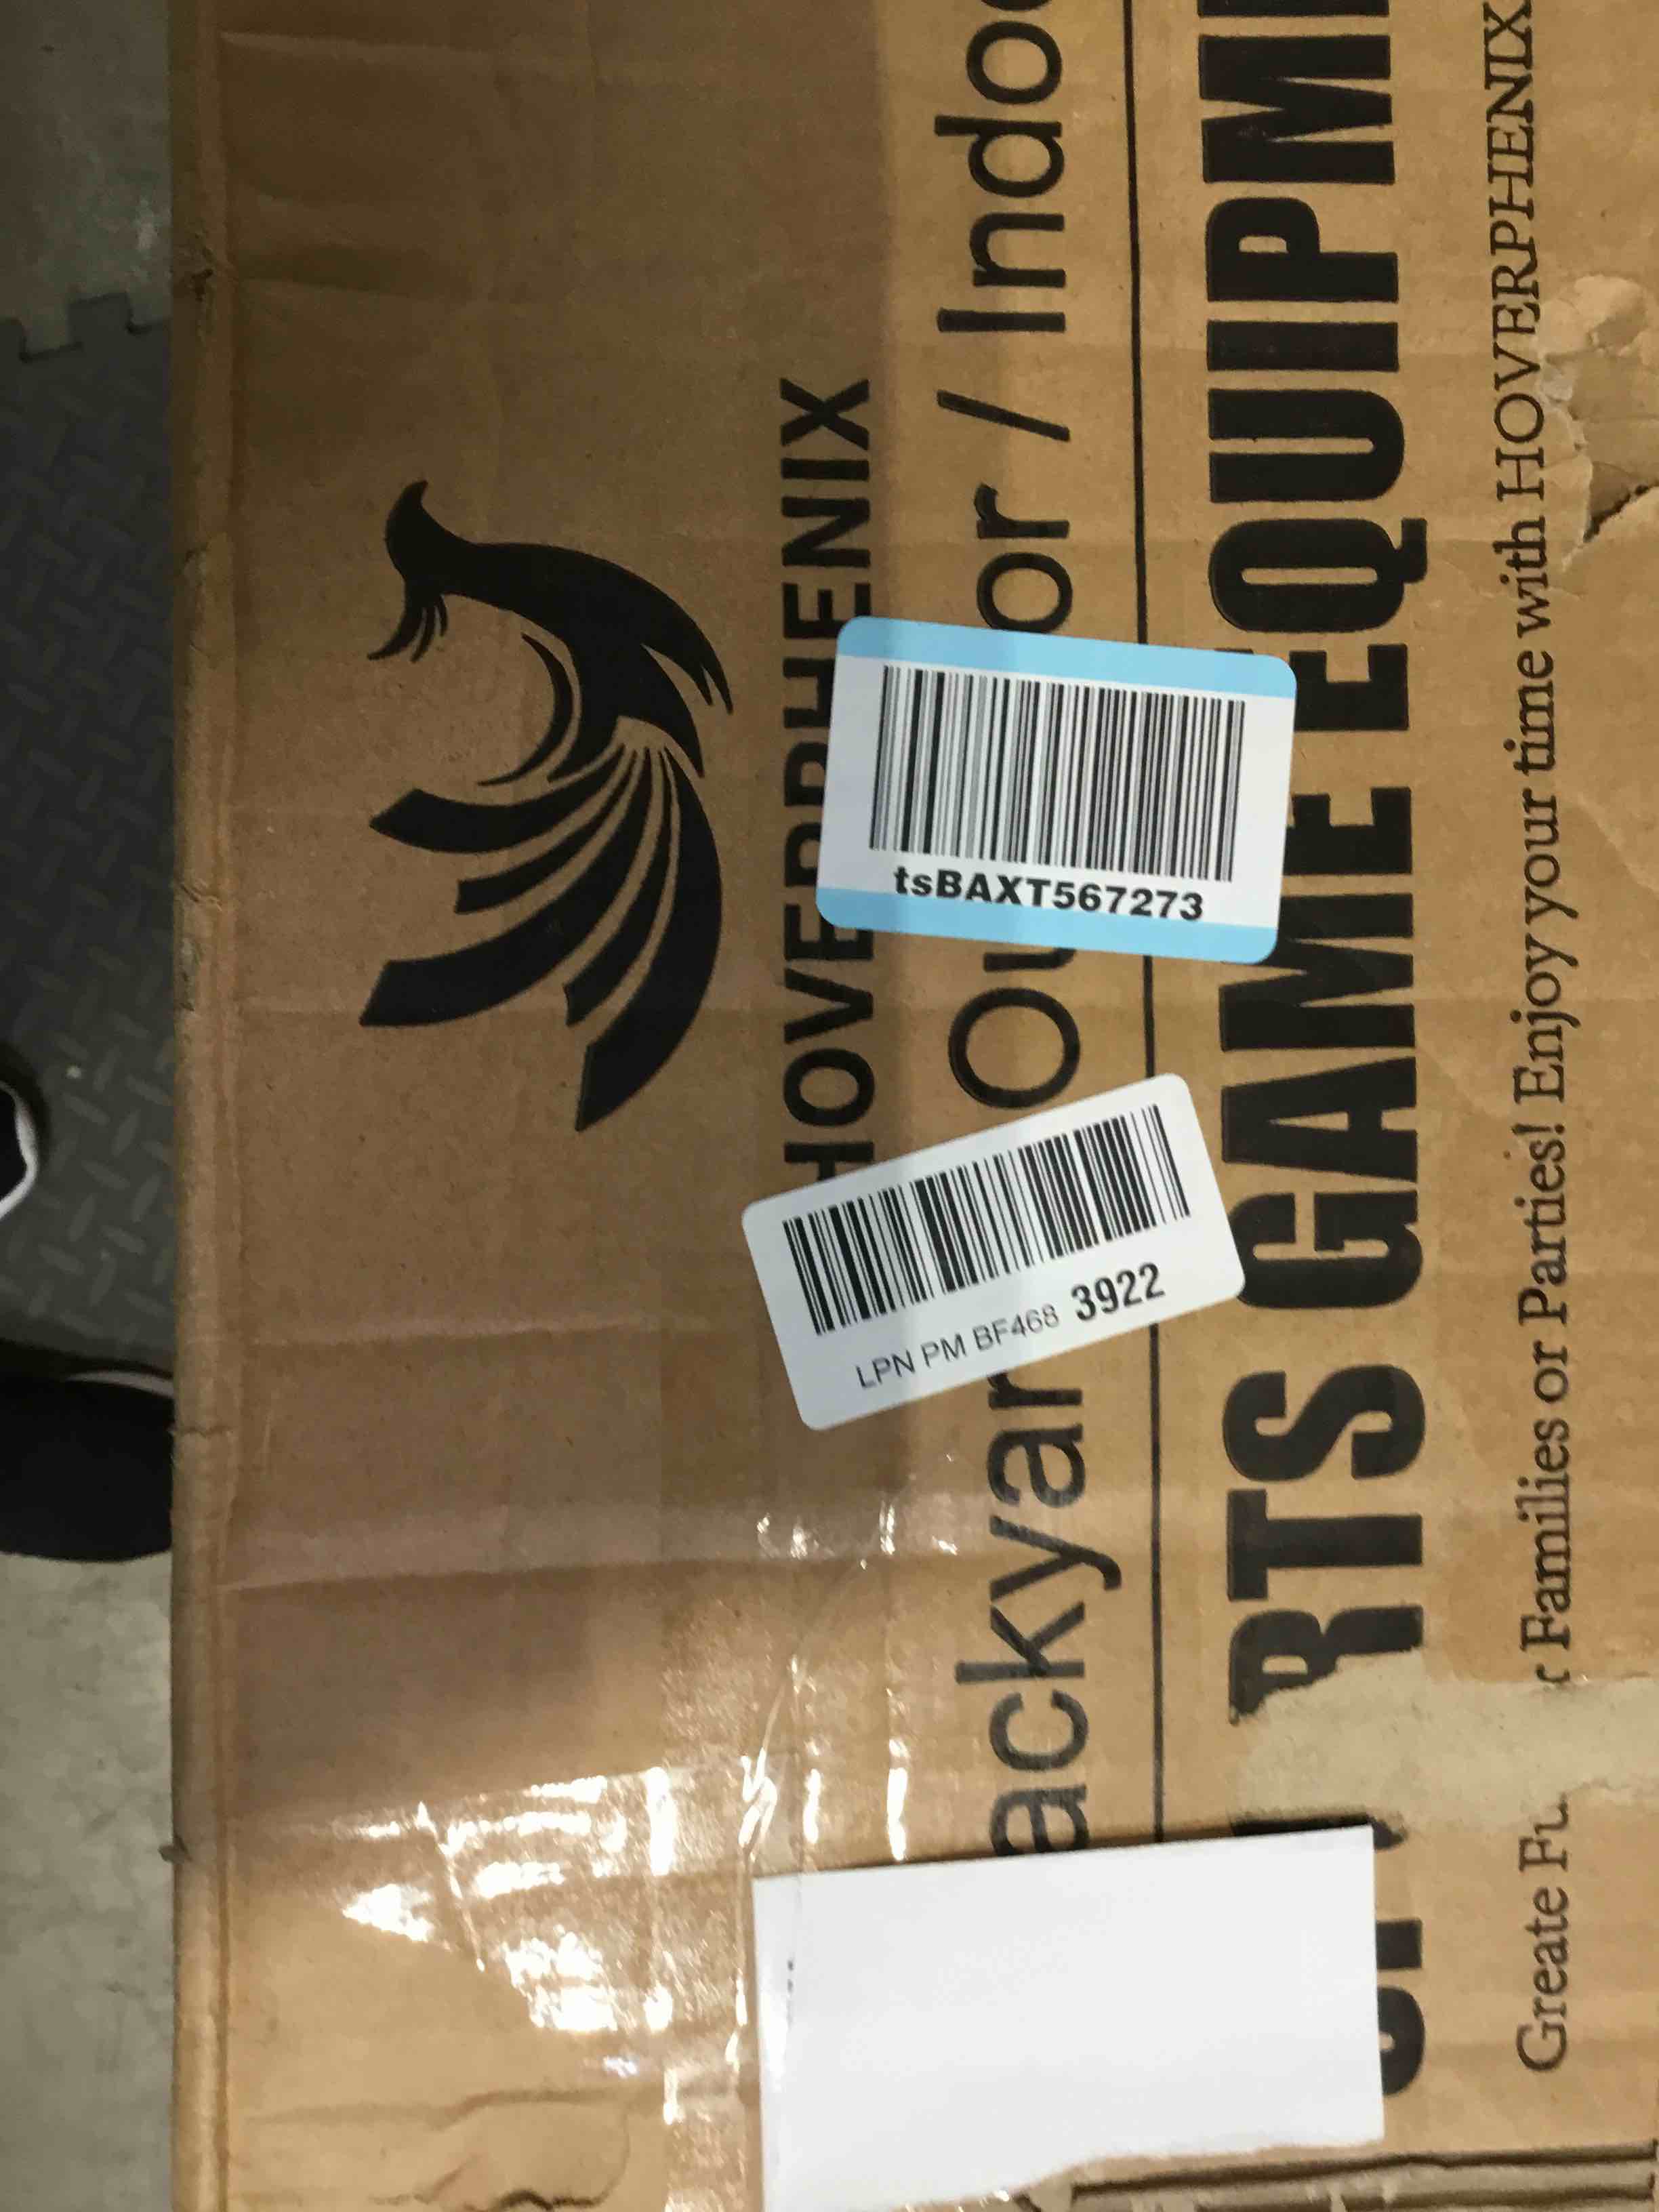 HOVERPHENIX
tsBAXT567273
LPN PM BF468 3922
ackyar Ou or / Indoo
RTS GAME EQUIPM
Greate Fu r Families or Parties! Enjoy your time with HOVERPHENIX